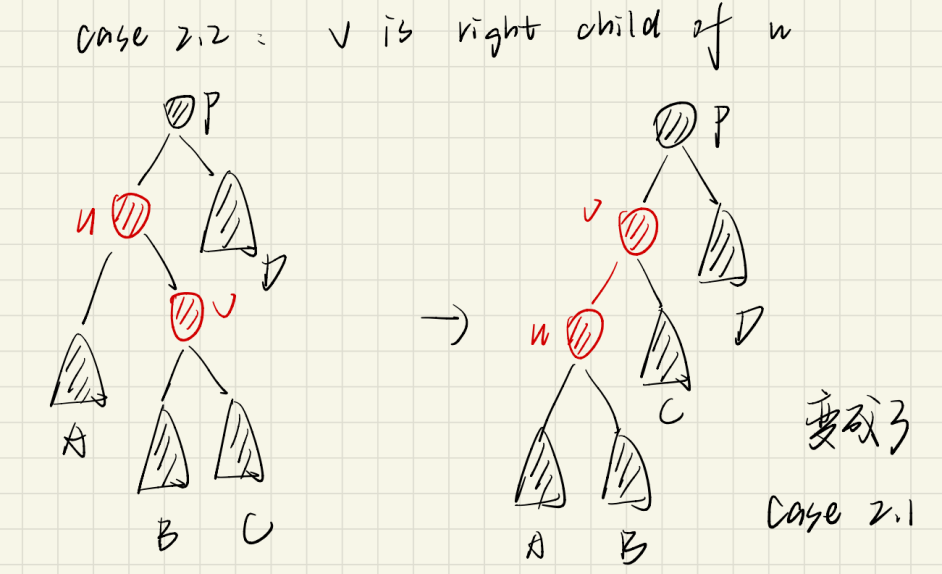 Case 2.2 : v is right child of u
P
P
u
v
D
v
→
u
D
A
C
变成了
B
C
Case 2.1
A
B